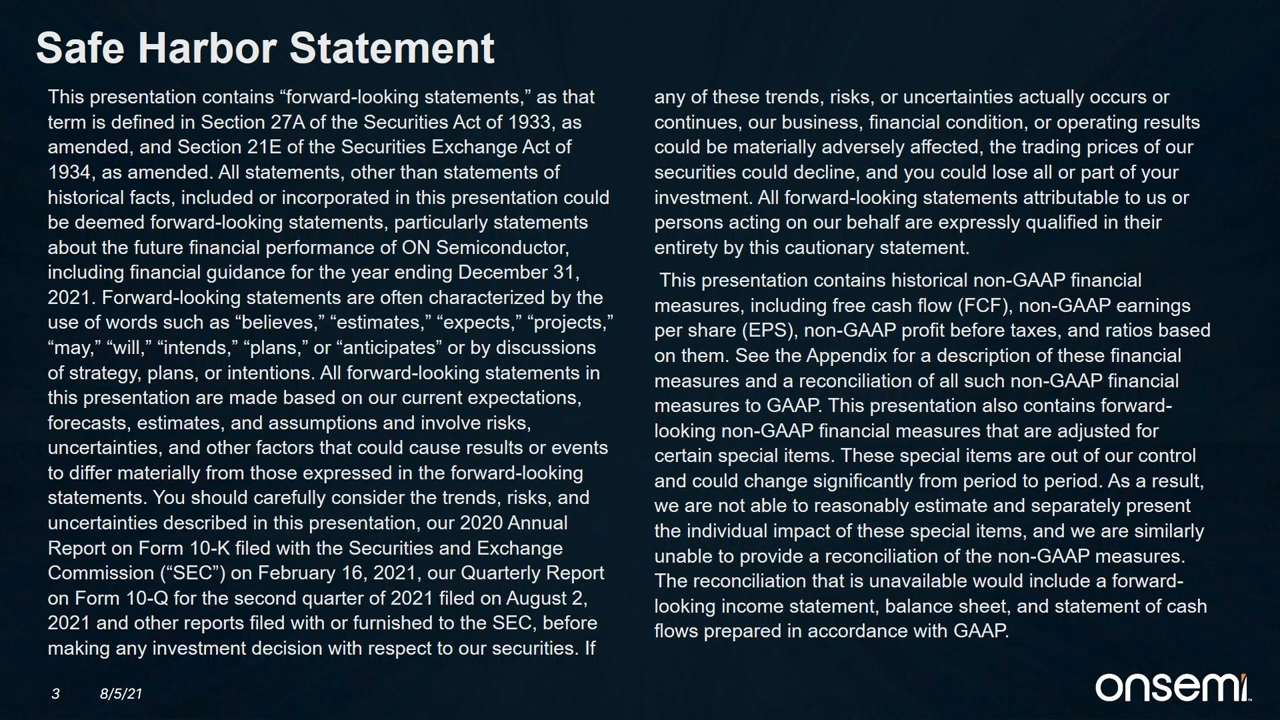 Safe Harbor Statement
This presentation contains “forward-looking statements,” as that
term is defined in Section 27A of the Securities Act of 1933, as
amended, and Section 21E of the Securities Exchange Act of
1934, as amended. All statements, other than statements of
historical facts, included or incorporated in this presentation could
be deemed forward-looking statements, particularly statements
about the future financial performance of ON Semiconductor,
including financial guidance for the year ending December 31,
2021. Forward-looking statements are often characterized by the
use of words such as “believes,” “estimates,” “expects,” “projects,”
“may,” “will,” “intends,” “plans,” or “anticipates” or by discussions
of strategy, plans, or intentions. All forward-looking statements in
this presentation are made based on our current expectations,
forecasts, estimates, and assumptions and involve risks,
uncertainties, and other factors that could cause results or events
to differ materially from those expressed in the forward-looking
statements. You should carefully consider the trends, risks, and
uncertainties described in this presentation, our 2020 Annual
Report on Form 10-K filed with the Securities and Exchange
Commission (“SEC”) on February 16, 2021, our Quarterly Report
on Form 10-Q for the second quarter of 2021 filed on August 2,
2021 and other reports filed with or furnished to the SEC, before
making any investment decision with respect to our securities. If
any of these trends, risks, or uncertainties actually occurs or
continues, our business, financial condition, or operating results
could be materially adversely affected, the trading prices of our
securities could decline, and you could lose all or part of your
investment. All forward-looking statements attributable to us or
persons acting on our behalf are expressly qualified in their
entirety by this cautionary statement.
This presentation contains historical non-GAAP financial
measures, including free cash flow (FCF), non-GAAP earnings
per share (EPS), non-GAAP profit before taxes, and ratios based
on them. See the Appendix for a description of these financial
measures and a reconciliation of all such non-GAAP financial
measures to GAAP. This presentation also contains forward-
looking non-GAAP financial measures that are adjusted for
certain special items. These special items are out of our control
and could change significantly from period to period. As a result,
we are not able to reasonably estimate and separately present
the individual impact of these special items, and we are similarly
unable to provide a reconciliation of the non-GAAP measures.
The reconciliation that is unavailable would include a forward-
looking income statement, balance sheet, and statement of cash
flows prepared in accordance with GAAP.
3 8/5/21
onsemi